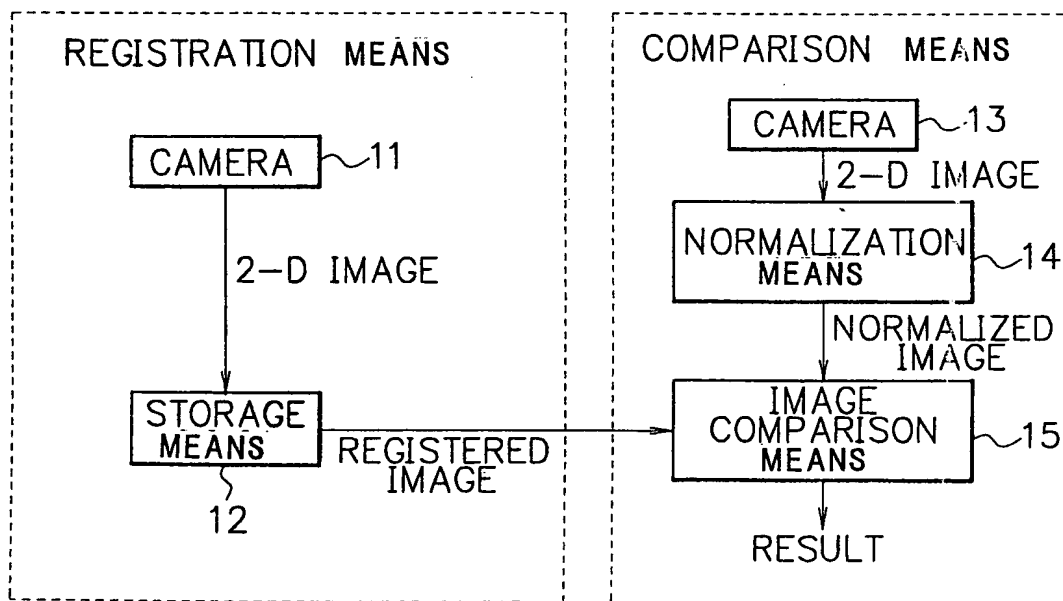 REGISTRATION MEANS
CAMERA
11
2-D IMAGE
STORAGE
MEANS
12
REGISTERED
IMAGE
COMPARISON MEANS
CAMERA
13
2-D IMAGE
NORMALIZATION
MEANS
14
NORMALIZED
IMAGE
IMAGE
COMPARISON
MEANS
15
RESULT